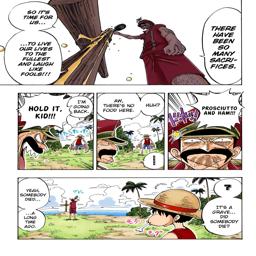 THERE
HAVE
BEEN
SO
MANY
SACRI-
FICES.
SO IT'S
TIME FOR
US...
...TO LIVE
OUR LIVES
TO THE
FULLEST
AND LAUGH
LIKE
FOOLS!!!
PROSCIUTTO
AND HAM!!!
HUH?
AW,
THERE'S NO
FOOD HERE.
I'M
GOING
BACK.
HOLD IT,
KID!!!
?
IT'S A
GRAVE...
DID
SOMEBODY
DIE?
YEAH,
SOMEBODY
DIED...
...A
LONG
TIME
AGO.